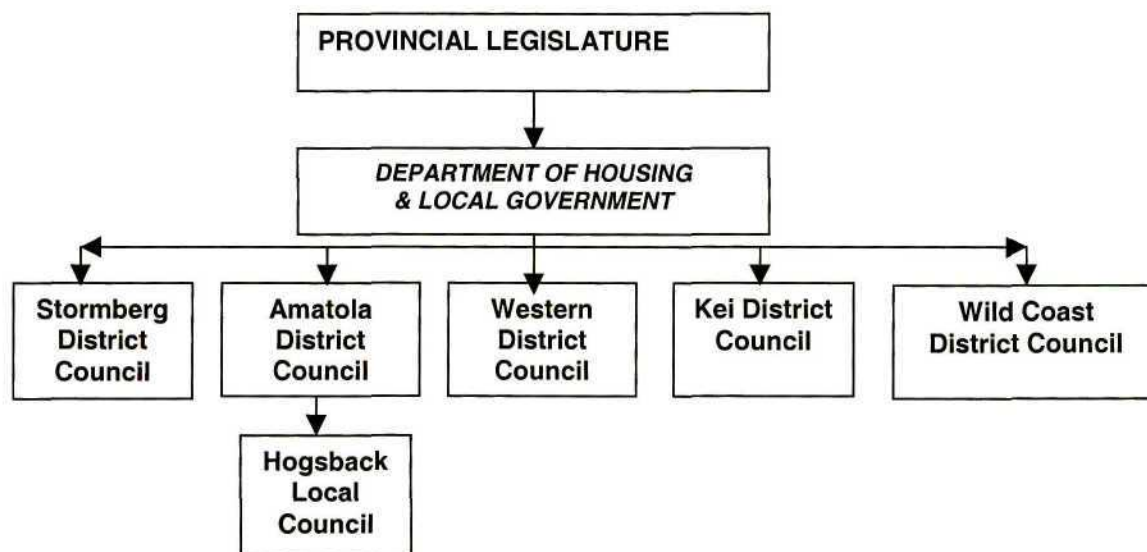 PROVINCIAL LEGISLATURE
DEPARTMENT OF HOUSING
& LOCAL GOVERNMENT
Stormberg
District
Council
Amatola
District
Council
Western
District
Council
Kei District
Council
Wild Coast
District Council
Hogsback
Local
Council